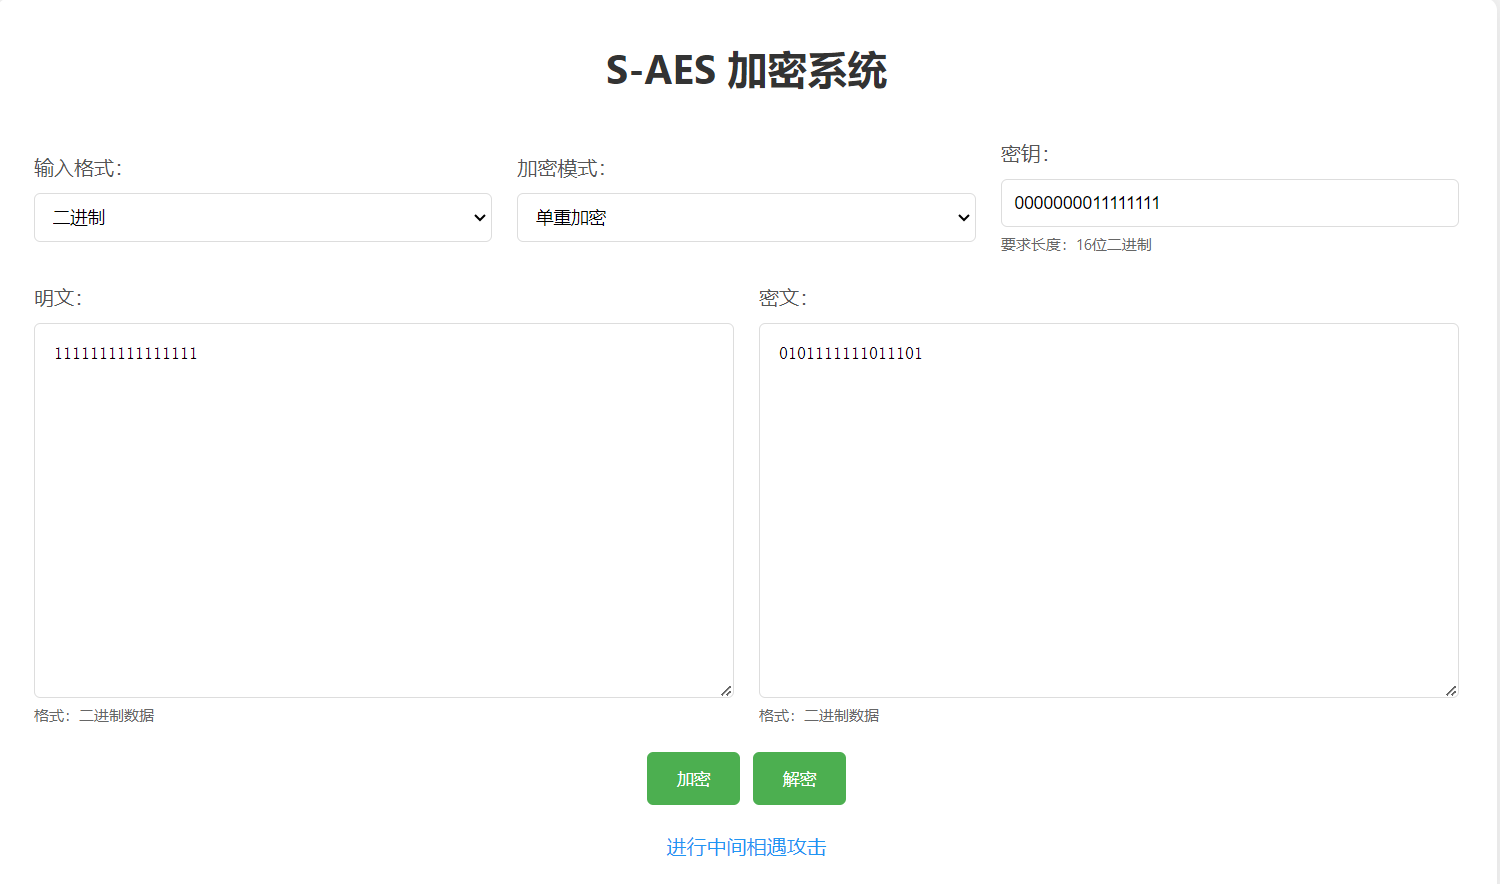 S-AES 加密系统
输入格式：
二进制
加密模式：
单重加密
密钥：
0000000011111111
要求长度：16位二进制
明文：
1111111111111111
格式：二进制数据
密文：
0101111111011101
格式：二进制数据
加密
解密
进行中间相遇攻击